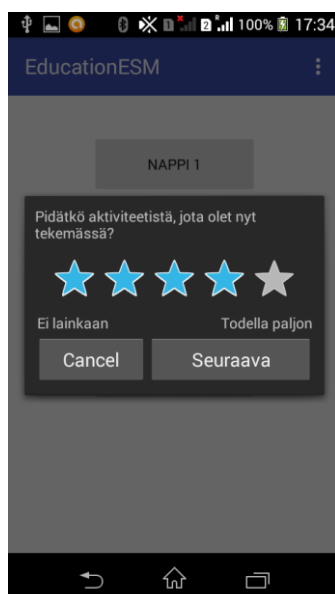 100% 17:34
EducationESM
NAPPI 1
Pidätkö aktiviteetistä, jota olet nyt
tekemässä?
Ei lainkaan Todella paljon
Cancel Seuraava